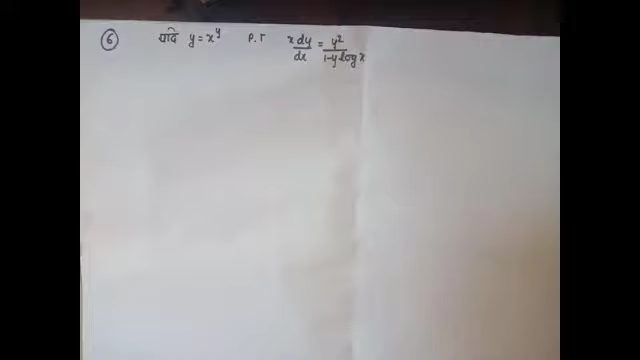 ⑥ यदि y = x^y P.T x dy/dx = y²/1-y log x